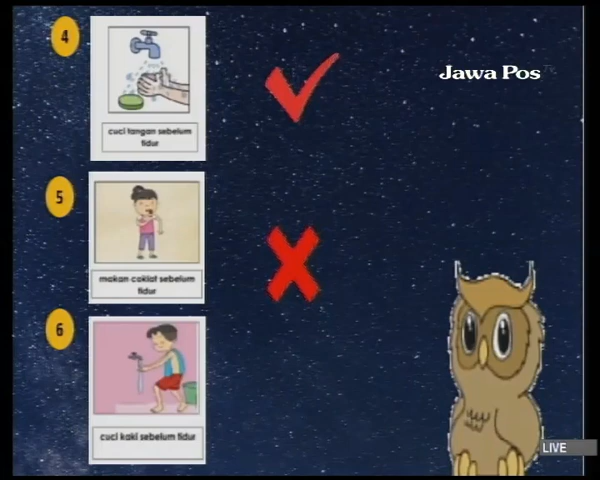 4
cuci tangan sebelum
tidur
Jawa Pos
5
makan coklat sebelum
tidur
6
cuci kaki sebelum tidur
LIVE